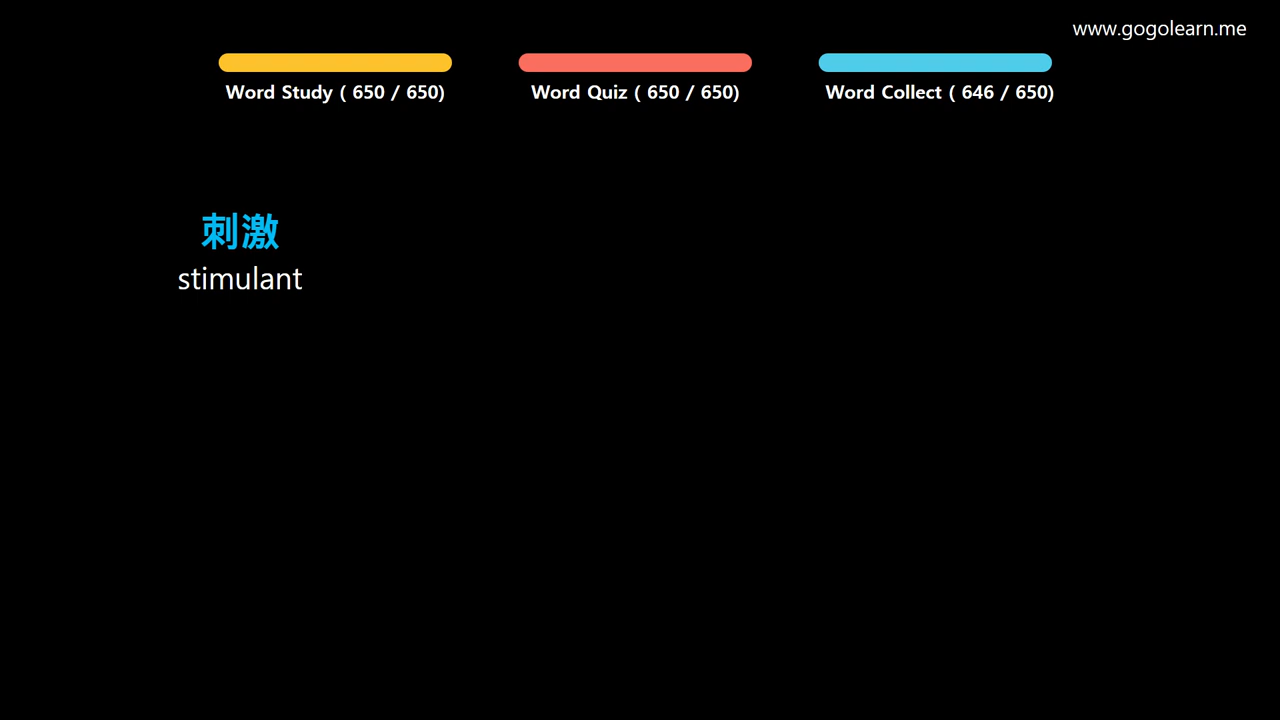 www.gogolearn.me
Word Study ( 650 / 650)
Word Quiz ( 650 / 650)
Word Collect ( 646 / 650)
刺激
stimulant